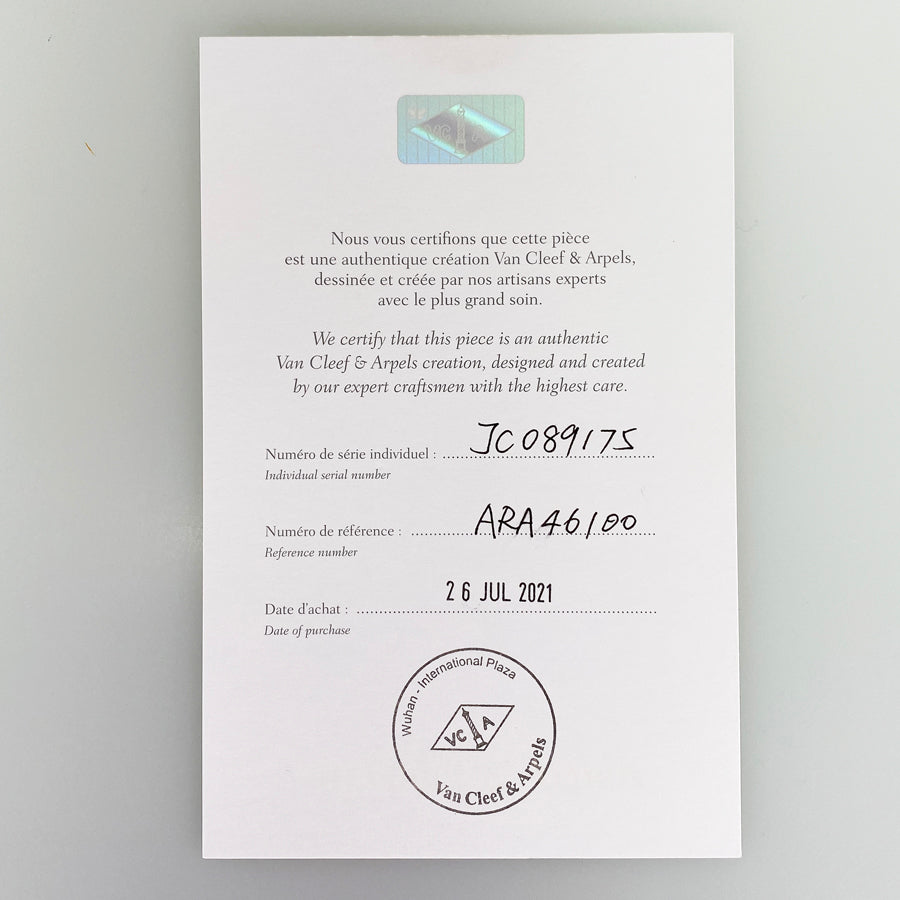 VC A
Nous vous certifions que cette pièce
est une authentique création Van Cleef & Arpels,
dessinée et créée par nos artisans experts
avec le plus grand soin.
We certify that this piece is an authentic
Van Cleef & Arpels creation, designed and created
by our expert craftsmen with the highest care.
Numéro de série individuel : JC089175
Individual serial number
Numéro de référence : ARA46100
Reference number
26 JUL 2021
Date d'achat :
Date of purchase
Wuhan - International Plaza
VC A
Van Cleef & Arpels